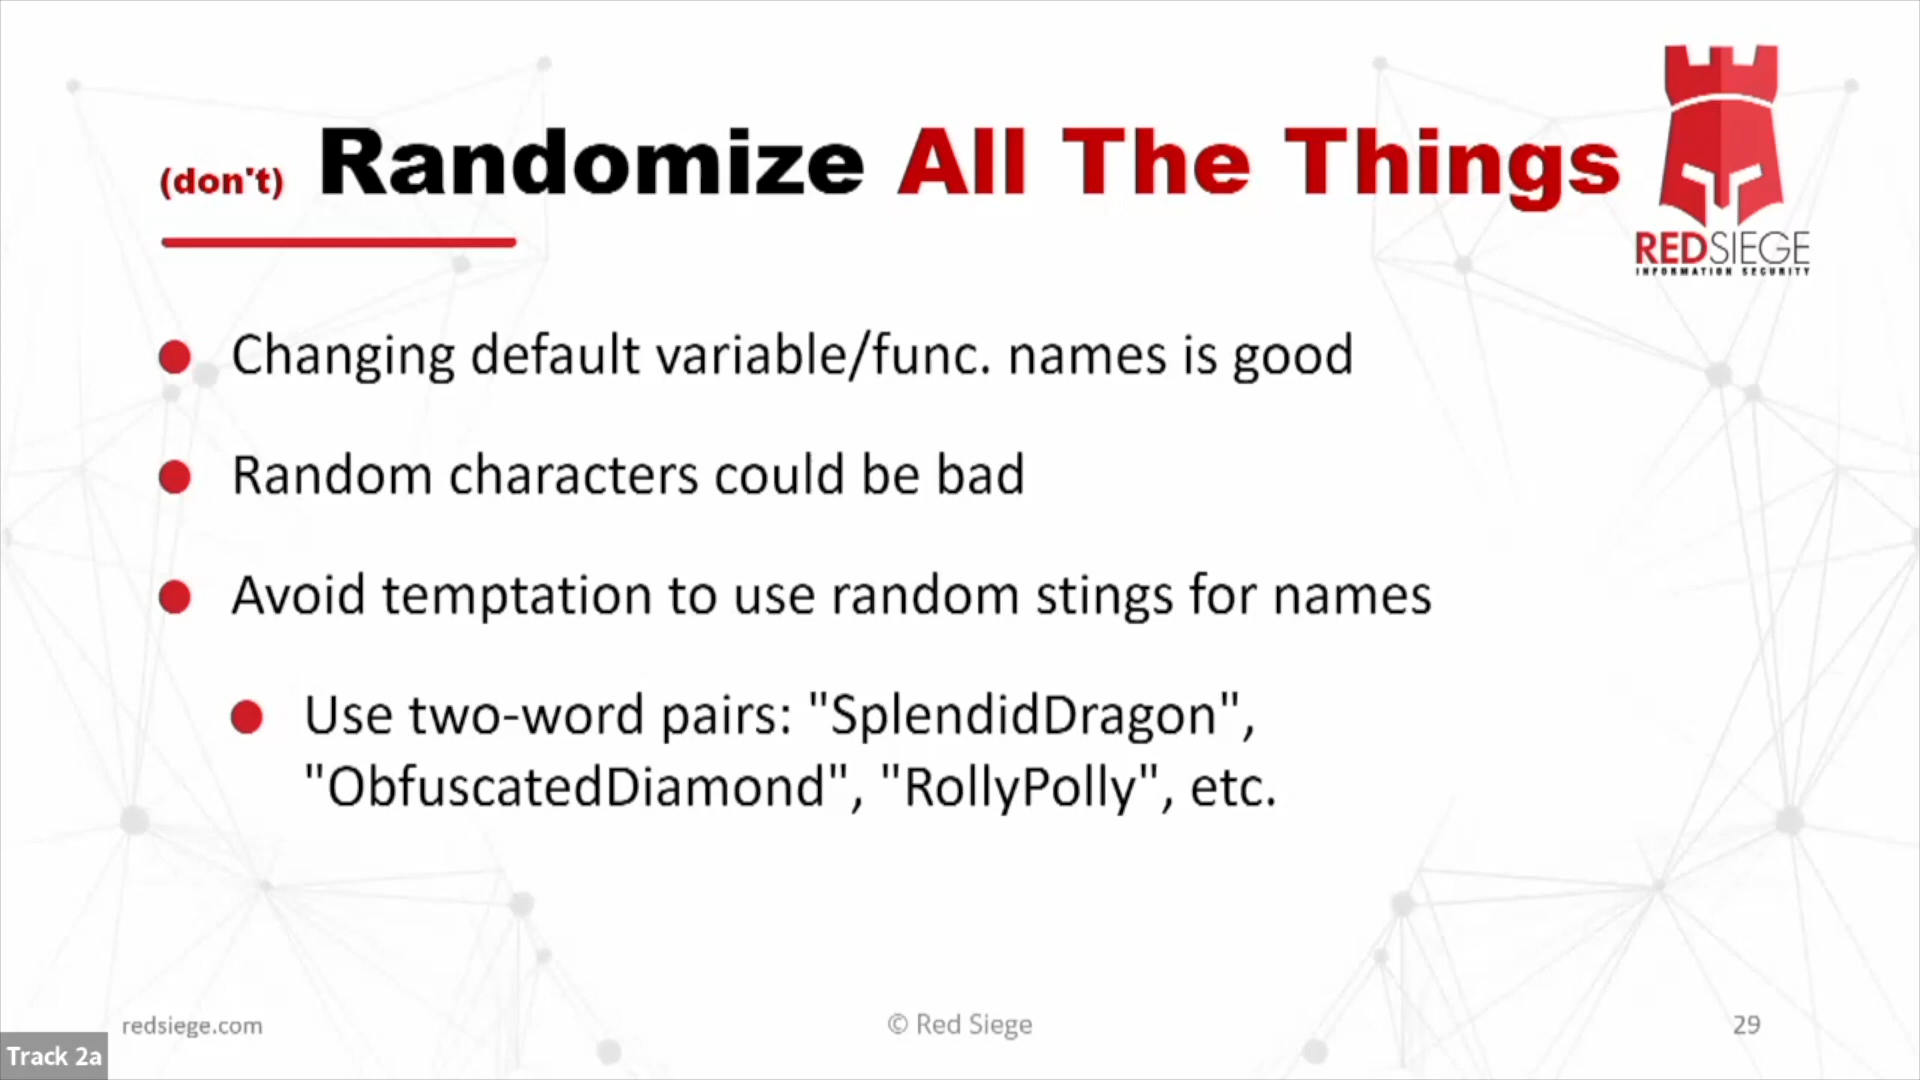 (don't) Randomize All The Things
REDSIEGE
INFORMATION SECURITY
Changing default variable/func. names is good
Random characters could be bad
Avoid temptation to use random stings for names
Use two-word pairs: "SplendidDragon",
"ObfuscatedDiamond", "RollyPolly", etc.
redsiege.com
© Red Siege
29
Track 2a